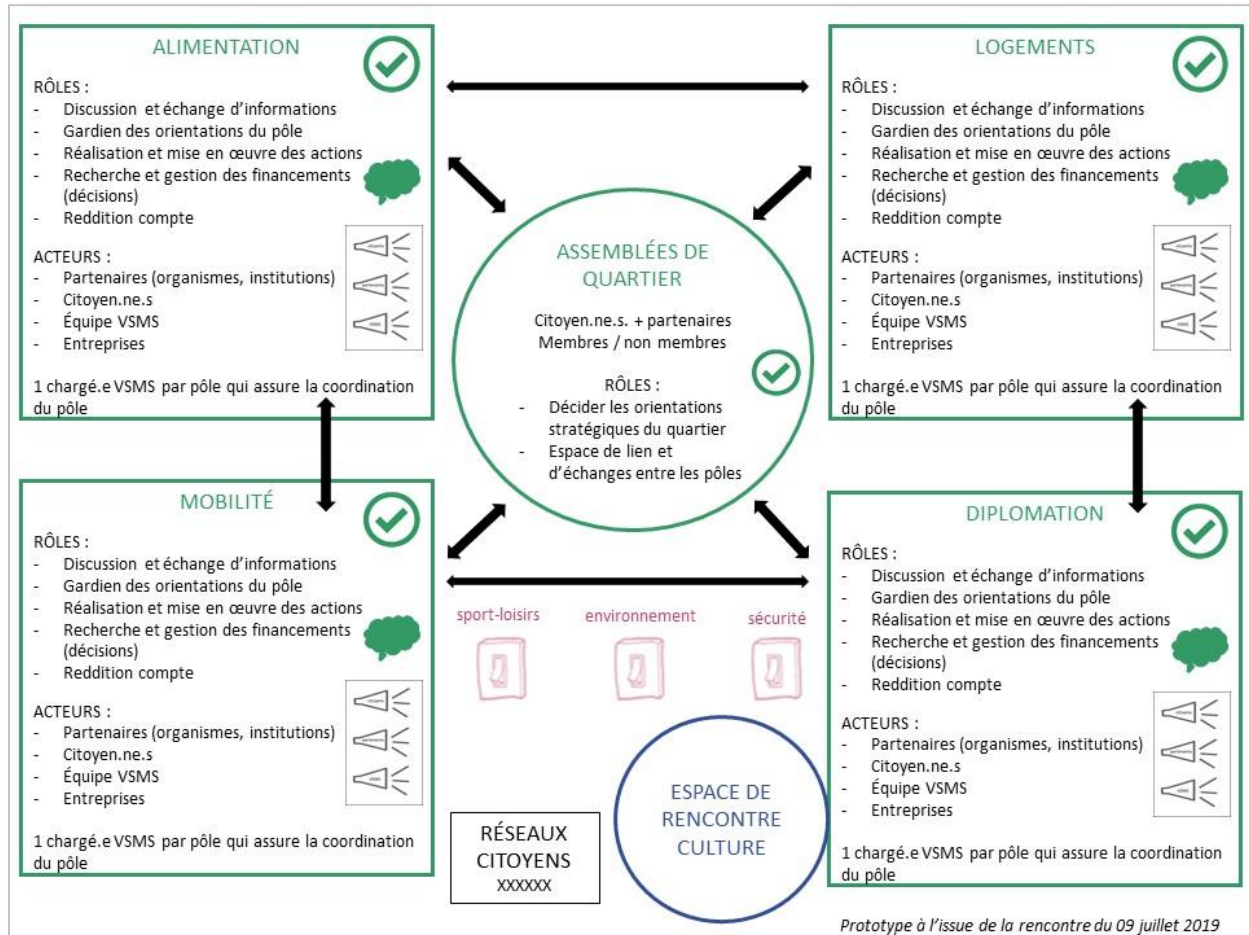 ALIMENTATION
RÔLES :
- Discussion et échange d'informations
- Gardien des orientations du pôle
- Réalisation et mise en œuvre des actions
- Recherche et gestion des financements
(décisions)
- Reddition compte
ACTEURS :
- Partenaires (organismes, institutions)
- Citoyen.ne.s
- Équipe VSMS
- Entreprises
1 chargé.e VSMS par pôle qui assure la coordination
du pôle
LOGEMENTS
RÔLES :
- Discussion et échange d'informations
- Gardien des orientations du pôle
- Réalisation et mise en œuvre des actions
- Recherche et gestion des financements
(décisions)
- Reddition compte
ACTEURS :
- Partenaires (organismes, institutions)
- Citoyen.ne.s
- Équipe VSMS
- Entreprises
1 chargé.e VSMS par pôle qui assure la coordination
du pôle
ASSEMBLÉES DE
QUARTIER
Citoyen.ne.s. + partenaires
Membres / non membres
RÔLES :
- Décider les orientations
stratégiques du quartier
- Espace de lien et
d'échanges entre les pôles
MOBILITÉ
RÔLES :
- Discussion et échange d'informations
- Gardien des orientations du pôle
- Réalisation et mise en œuvre des actions
- Recherche et gestion des financements
(décisions)
- Reddition compte
ACTEURS :
- Partenaires (organismes, institutions)
- Citoyen.ne.s
- Équipe VSMS
- Entreprises
1 chargé.e VSMS par pôle qui assure la coordination
du pôle
sport-loisirs
environnement
sécurité
RÉSEAUX
CITOYENS
XXXXXX
ESPACE DE
RENCONTRE
CULTURE
DIPLOMATION
RÔLES :
- Discussion et échange d'informations
- Gardien des orientations du pôle
- Réalisation et mise en œuvre des actions
- Recherche et gestion des financements
(décisions)
- Reddition compte
ACTEURS :
- Partenaires (organismes, institutions)
- Citoyen.ne.s
- Équipe VSMS
- Entreprises
1 chargé.e VSMS par pôle qui assure la coordination
du pôle
Prototype à l'issue de la rencontre du 09 juillet 2019